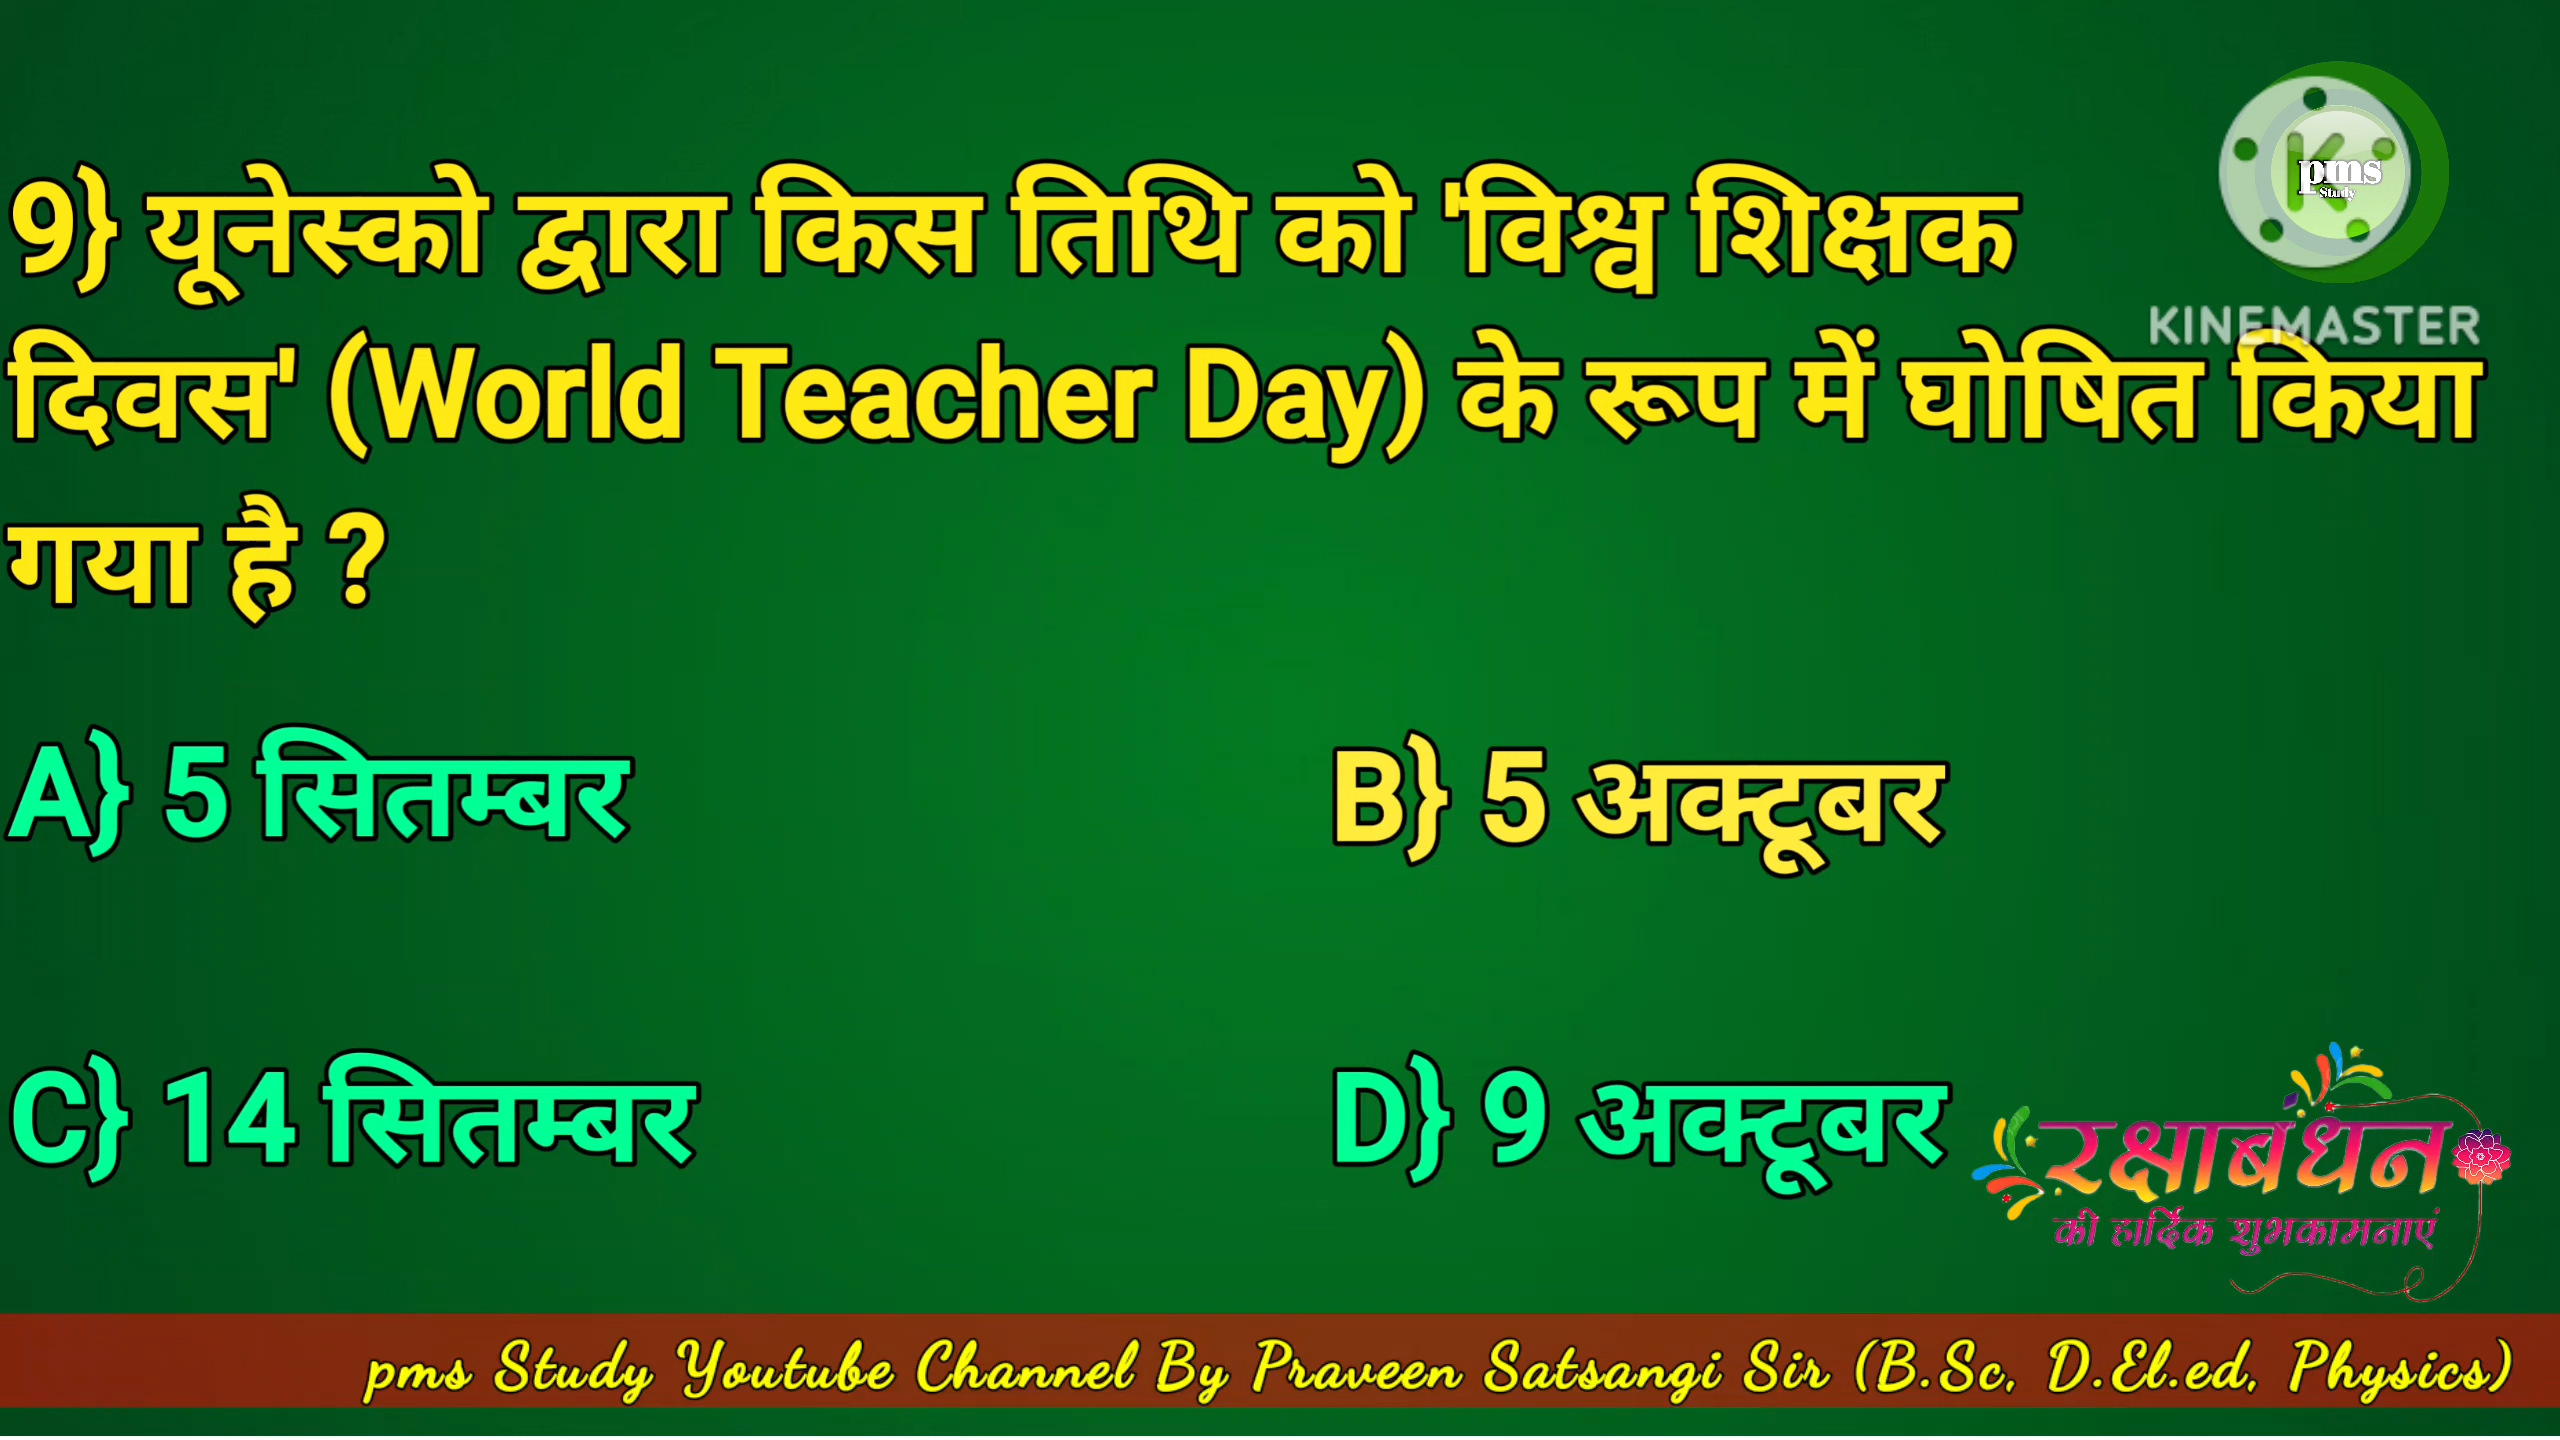 pms
Study
KINEMASTER
9} यूनेस्को द्वारा किस तिथि को 'विश्व शिक्षक
दिवस' (World Teacher Day) के रूप में घोषित किया
गया है ?
A} 5 सितम्बर
B} 5 अक्टूबर
C} 14 सितम्बर
D} 9 अक्टूबर
रक्षाबंधन
की हार्दिक शुभकामनाएं
pms Study Youtube Channel By Praveen Satsangi Sir (B.Sc, D.El.ed, Physics)